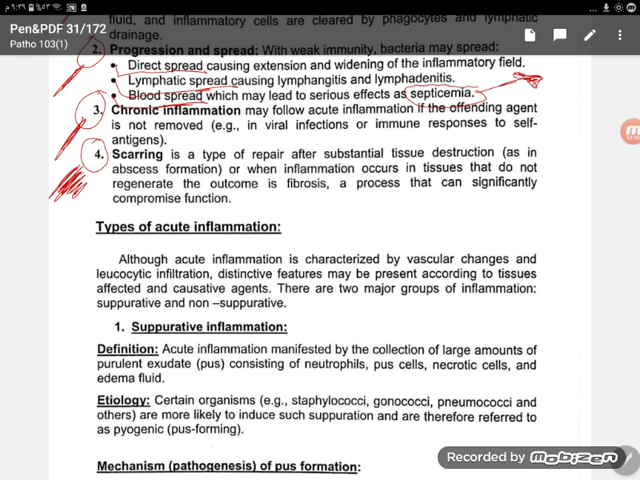 ٩:٢٩ م
٥٣%
Pen&PDF 31/172
Patho 103(1)
fluid, and inflammatory cells are cleared by phagocytes and lymphatic
drainage.
2. Progression and spread: With weak immunity, bacteria may spread:
• Direct spread causing extension and widening of the inflammatory field.
• Lymphatic spread causing lymphangitis and lymphadenitis.
• Blood spread which may lead to serious effects as septicemia.
3. Chronic inflammation may follow acute inflammation if the offending agent
is not removed (e.g., in viral infections or immune responses to self-
antigens).
4. Scarring is a type of repair after substantial tissue destruction (as in
abscess formation) or when inflammation occurs in tissues that do not
regenerate the outcome is fibrosis, a process that can significantly
compromise function.
Types of acute inflammation:
Although acute inflammation is characterized by vascular changes and
leucocytic infiltration, distinctive features may be present according to tissues
affected and causative agents. There are two major groups of inflammation:
suppurative and non –suppurative.
1. Suppurative inflammation:
Definition: Acute inflammation manifested by the collection of large amounts of
purulent exudate (pus) consisting of neutrophils, pus cells, necrotic cells, and
edema fluid.
Etiology: Certain organisms (e.g., staphylococci, gonococci, pneumococci and
others) are more likely to induce such suppuration and are therefore referred to
as pyogenic (pus-forming).
Mechanism (pathogenesis) of pus formation:
Recorded by Mobizen